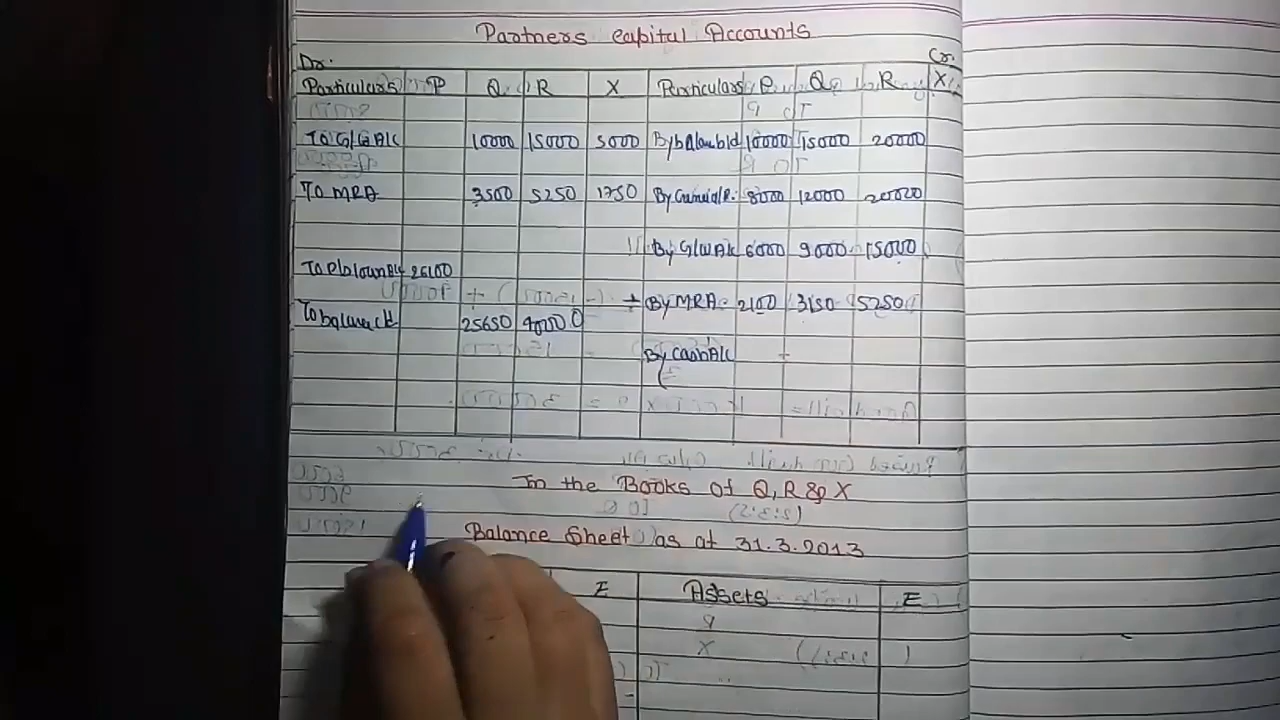 Partners Capital Accounts
Dr. Cr.
Particulars P Q R X Particulars P Q R X
To G/W A/c 10000 15000 5000 By balance b/d 10000 15000 20000
To MRA 3500 5250 1750 By 8000 12000 20000
By G/W A/c 6000 9000 15000
To P's loan A/c 26100
By MRA 2100 3150 5250
To balance c/d 25650 40000
By Cash A/c
In the Books of Q, R & X
Balance Sheet as at 31.3.2013
₹ Assets ₹